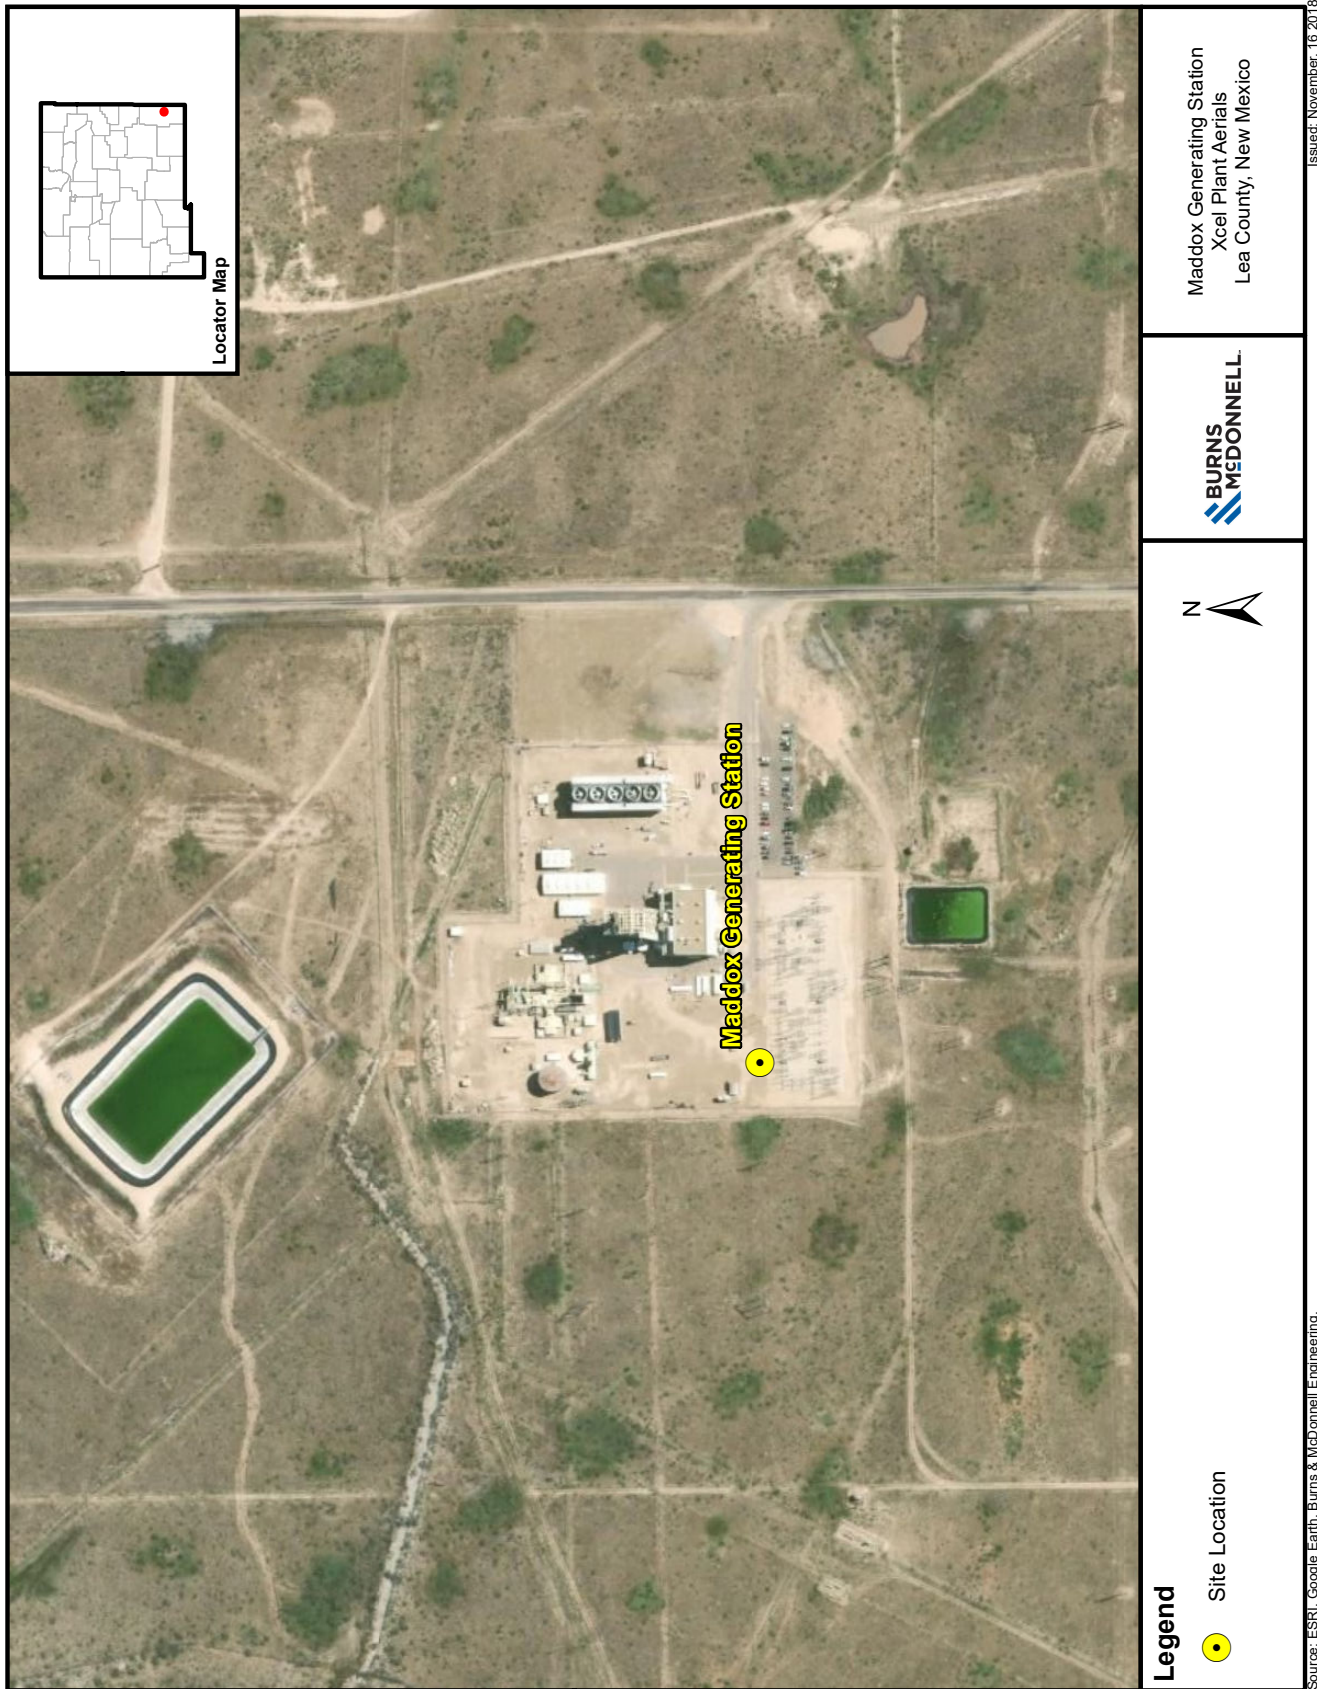 Locator Map
Maddox Generating Station
Legend
Site Location
N
BURNS
McDONNELL
Maddox Generating Station
Xcel Plant Aerials
Lea County, New Mexico
Source: ESRI, Google Earth, Burns & McDonnell Engineering.
Issued: November, 16 2018